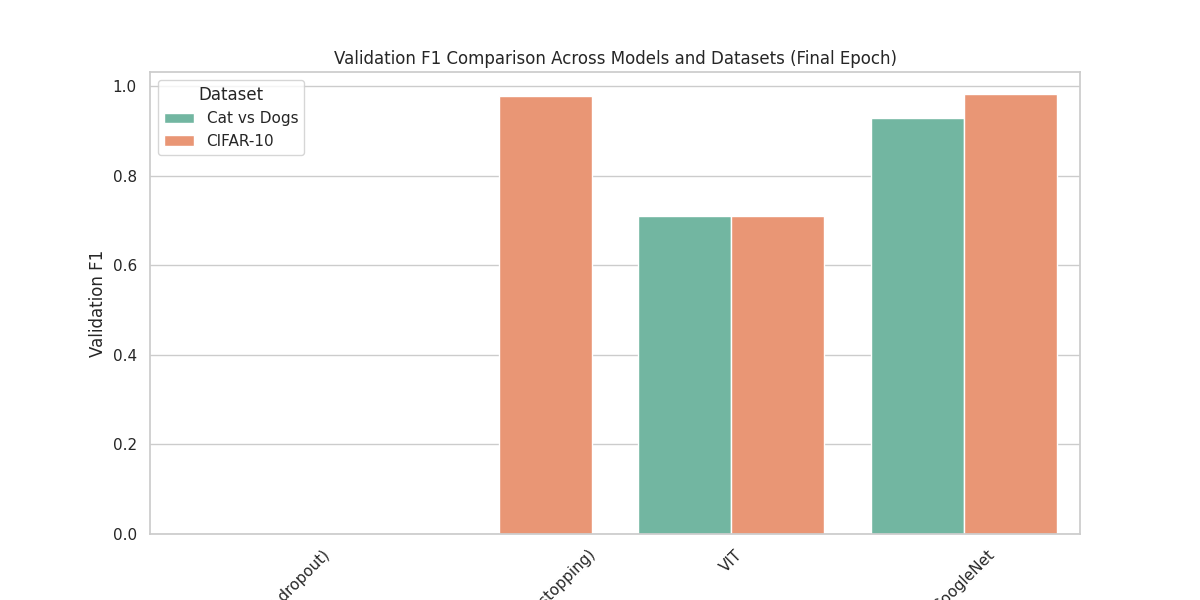 Validation F1 Comparison Across Models and Datasets (Final Epoch)
Dataset
Cat vs Dogs
CIFAR-10
Validation F1
1.0
0.8
0.6
0.4
0.2
0.0
dropout)
stopping)
VIT
GoogleNet